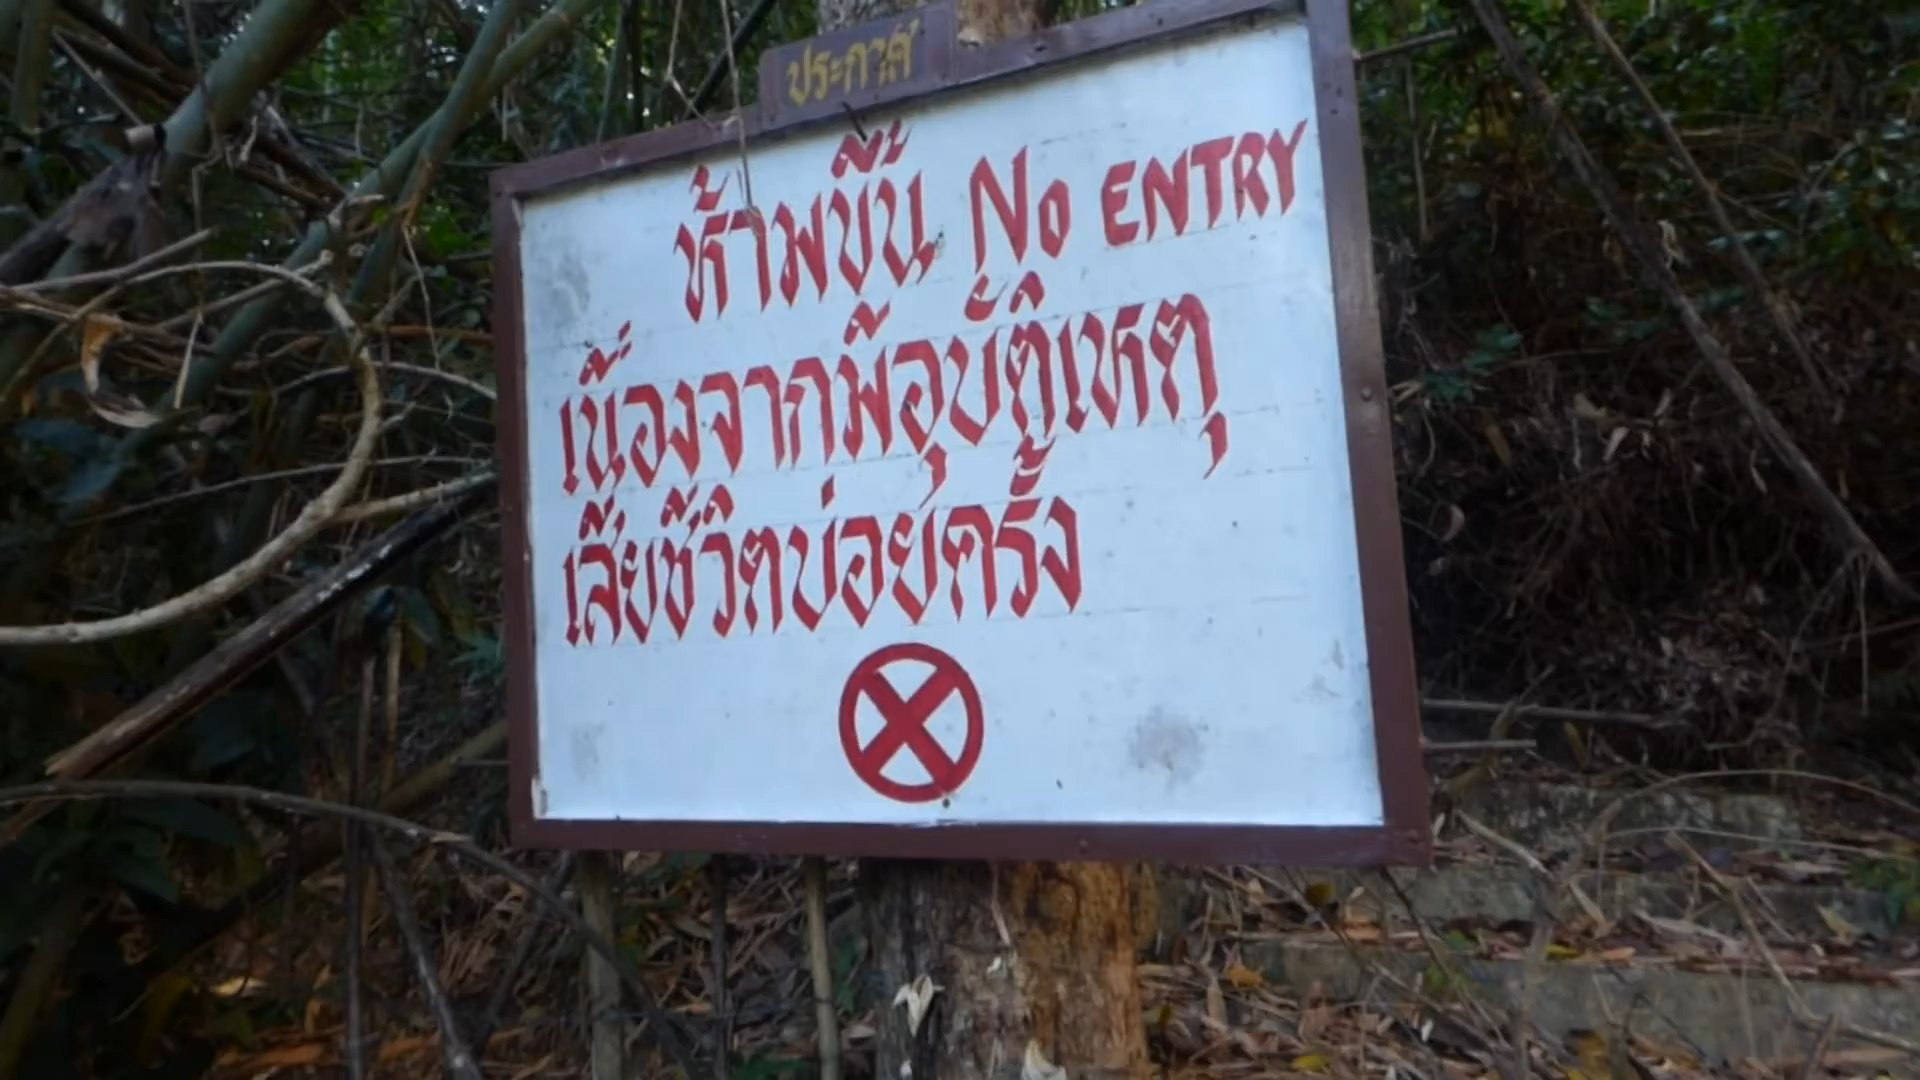 ประกาศ
ห้ามขึ้น No ENTRY
เนื่องจากมีอุบัติเหตุ
เสียชีวิตบ่อยครั้ง